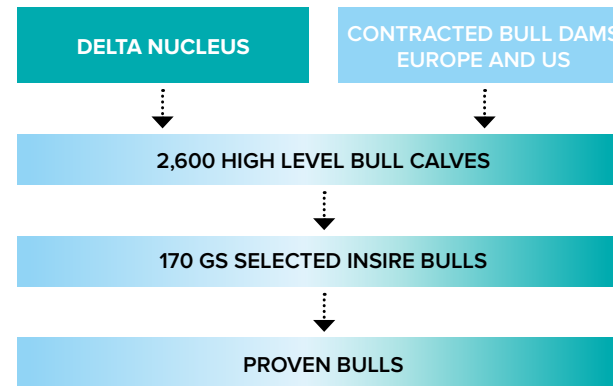 DELTA NUCLEUS
CONTRACTED BULL DAMS
EUROPE AND US
2,600 HIGH LEVEL BULL CALVES
170 GS SELECTED INSIRE BULLS
PROVEN BULLS